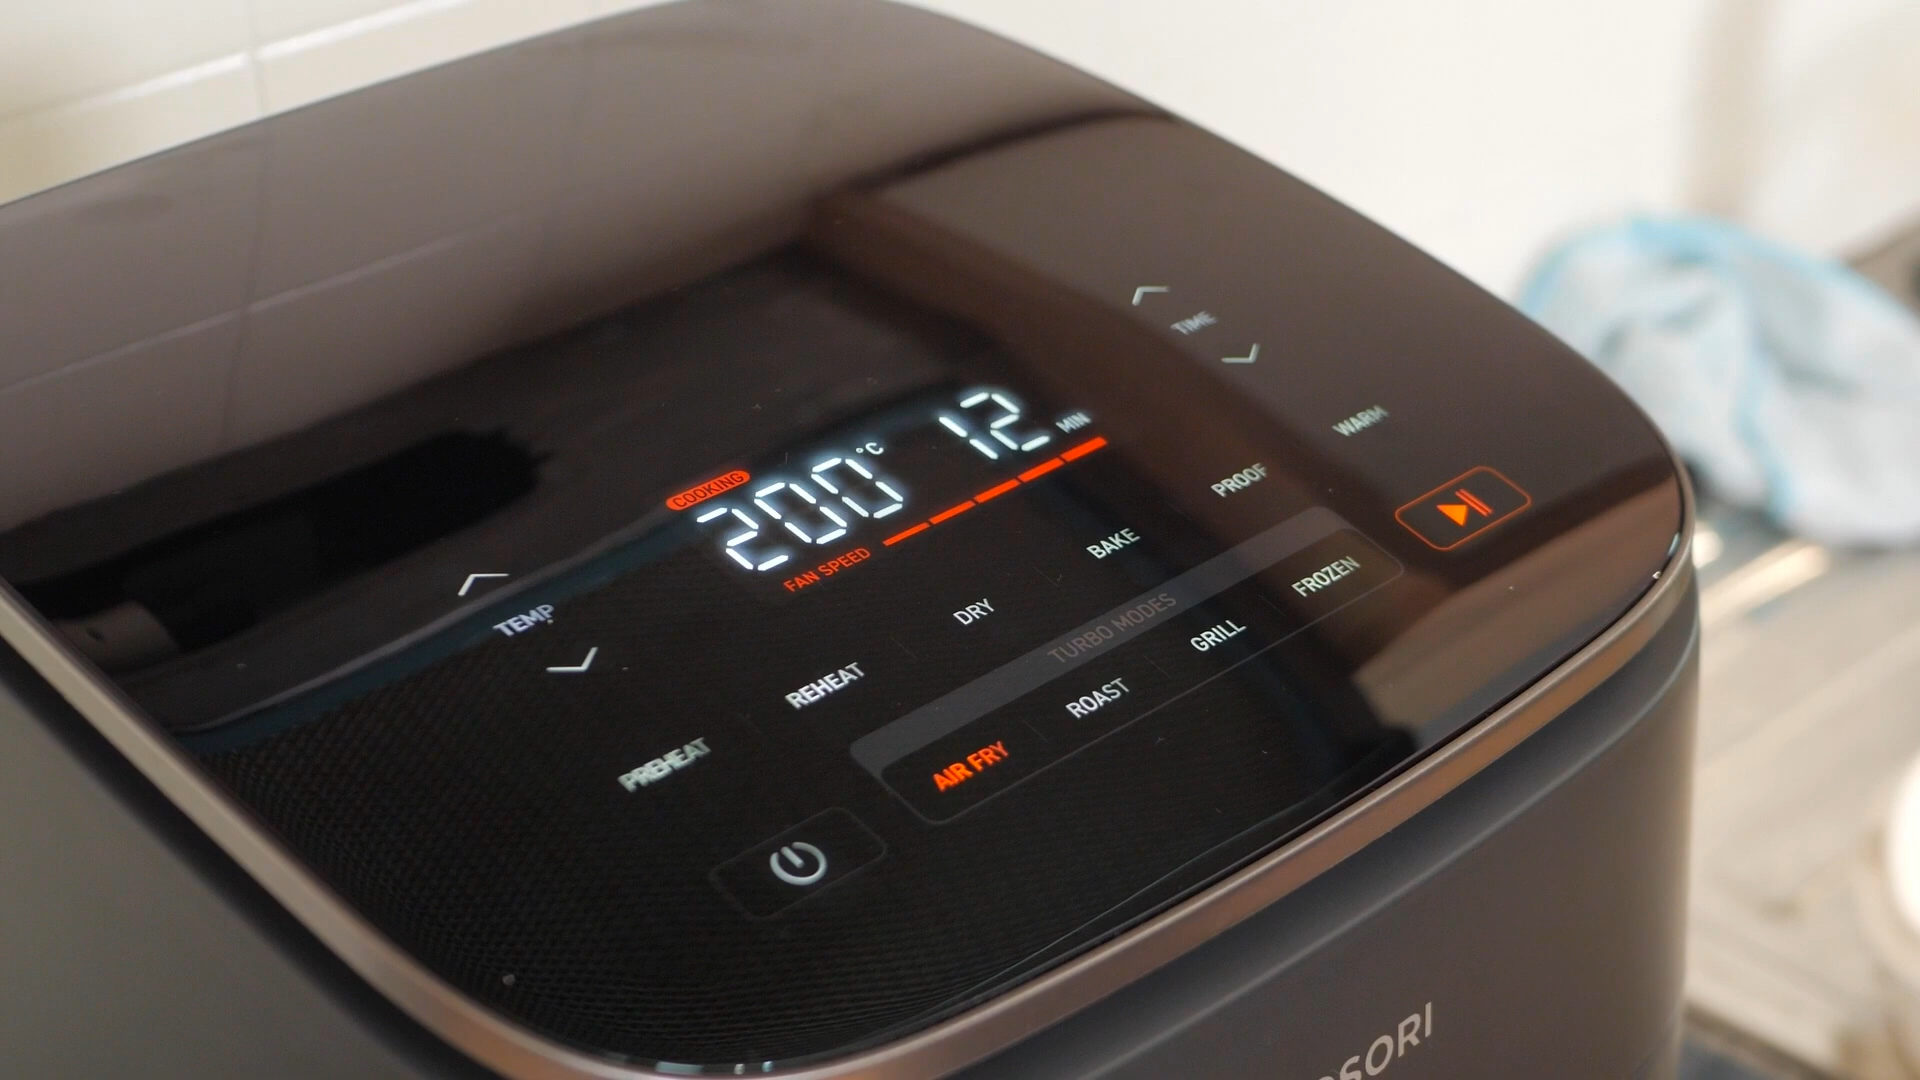 TIME
WARM
COOKING
200°C 12 MIN
FAN SPEED
TEMP
PREHEAT REHEAT DRY BAKE PROOF
TURBO MODES
AIR FRY ROAST GRILL FROZEN
OSORI